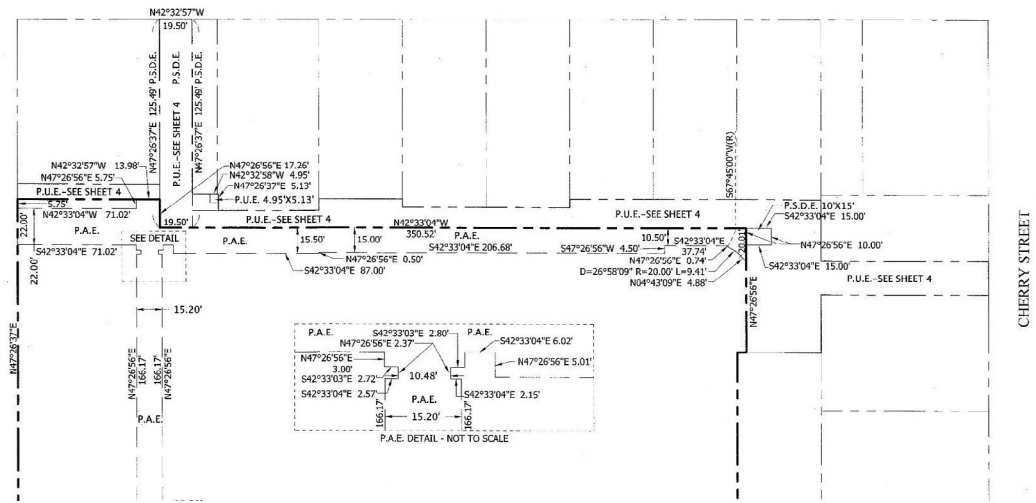 N42°32'57"W
19.50'
N47°26'37"E 125.49' P.S.D.E.
P.U.E.-SEE SHEET 4 P.S.D.E.
N47°26'37"E 125.49' P.S.D.E.
N42°32'57"W 13.98'
N47°26'56"E 5.75'
P.U.E.-SEE SHEET 4
5.75'
N42°33'04"W 71.02'
22.00'
P.A.E.
S42°33'04"E 71.02'
22.00'
N47°26'56"E 17.26'
N42°32'58"W 4.95'
N47°26'37"E 5.13'
P.U.E. 4.95'X5.13'
19.50'
P.U.E.-SEE SHEET 4
SEE DETAIL
P.A.E.
15.50'
15.00'
N42°33'04"W
350.52'
P.A.E.
S42°33'04"E 206.68'
N47°26'56"E 0.50'
S42°33'04"E 87.00'
P.U.E.-SEE SHEET 4
S67°45'00"W(R)
10.50'
S47°26'56"W 4.50'
S42°33'04"E
37.74'
N47°26'56"E 0.74'
D=26°58'09" R=20.00' L=9.41'
N04°43'09"E 4.88'
10.01'
P.S.D.E. 10'X15'
S42°33'04"E 15.00'
N47°26'56"E 10.00'
S42°33'04"E 15.00'
P.U.E.-SEE SHEET 4
N47°26'56"E
CHERRY STREET
15.20'
N47°26'37"E
N47°26'56"E
166.17'
166.17'
N47°26'56"E
P.A.E.
P.A.E.
S42°33'03"E 2.80'
P.A.E.
N47°26'56"E 2.37'
S42°33'04"E 6.02'
N47°26'56"E
3.00'
N47°26'56"E 5.01'
S42°33'03"E 2.72'
10.48'
S42°33'04"E 2.57'
S42°33'04"E 2.15'
P.A.E.
166.17'
15.20'
166.17'
P.A.E. DETAIL - NOT TO SCALE